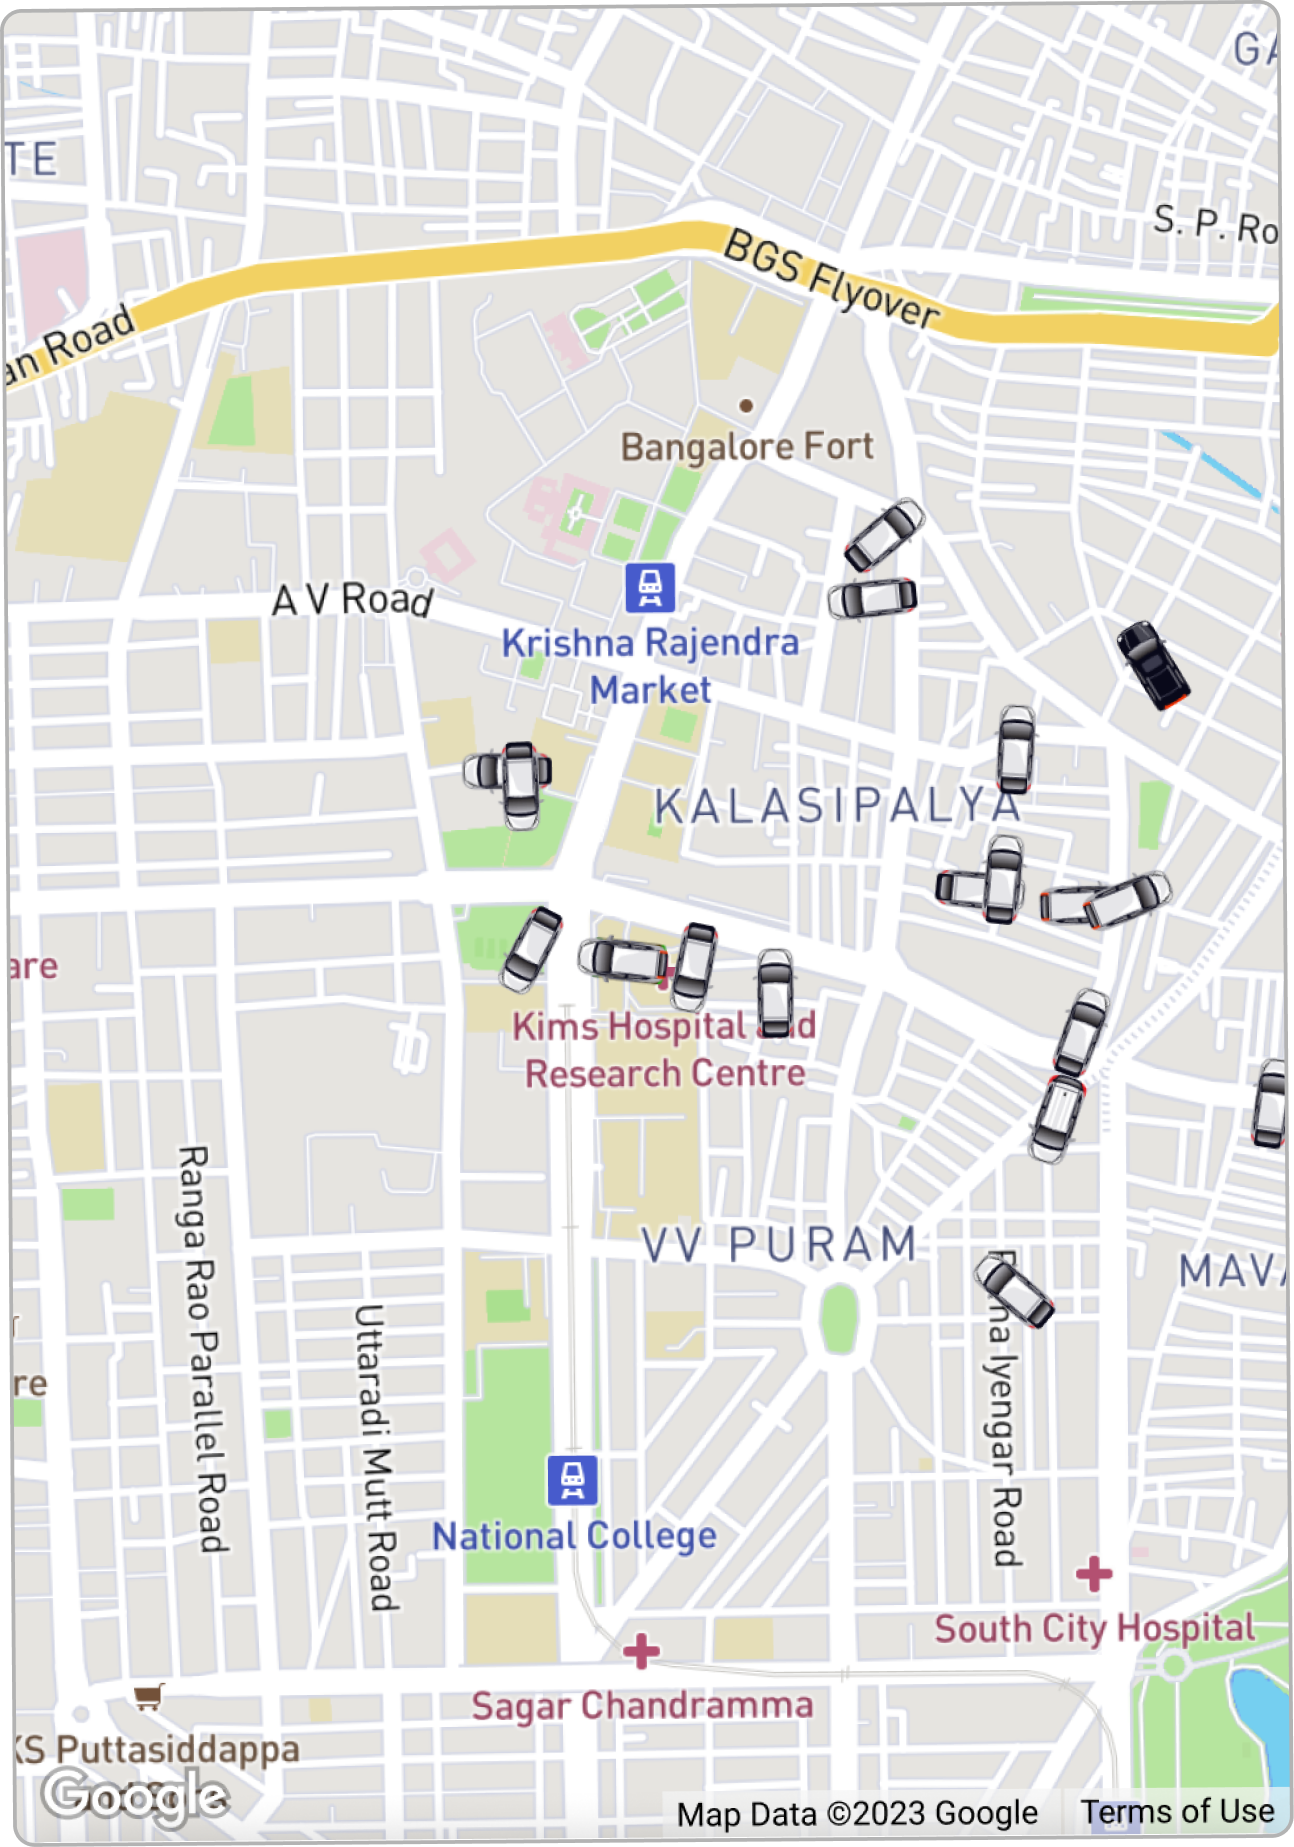 GA
TE
S. P. Ro
BGS Flyover
an Road
Bangalore Fort
A V Road
Krishna Rajendra
Market
KALASIPALYA
are
Kims Hospital
Research Centre
Ranga Rao Parallel Road
VV PURAM
MAVA
Uttaradi Mutt Road
na Iyengar Road
re
National College
South City Hospital
Sagar Chandramma
KS Puttasiddappa
Google
Map Data ©2023 Google
Terms of Use